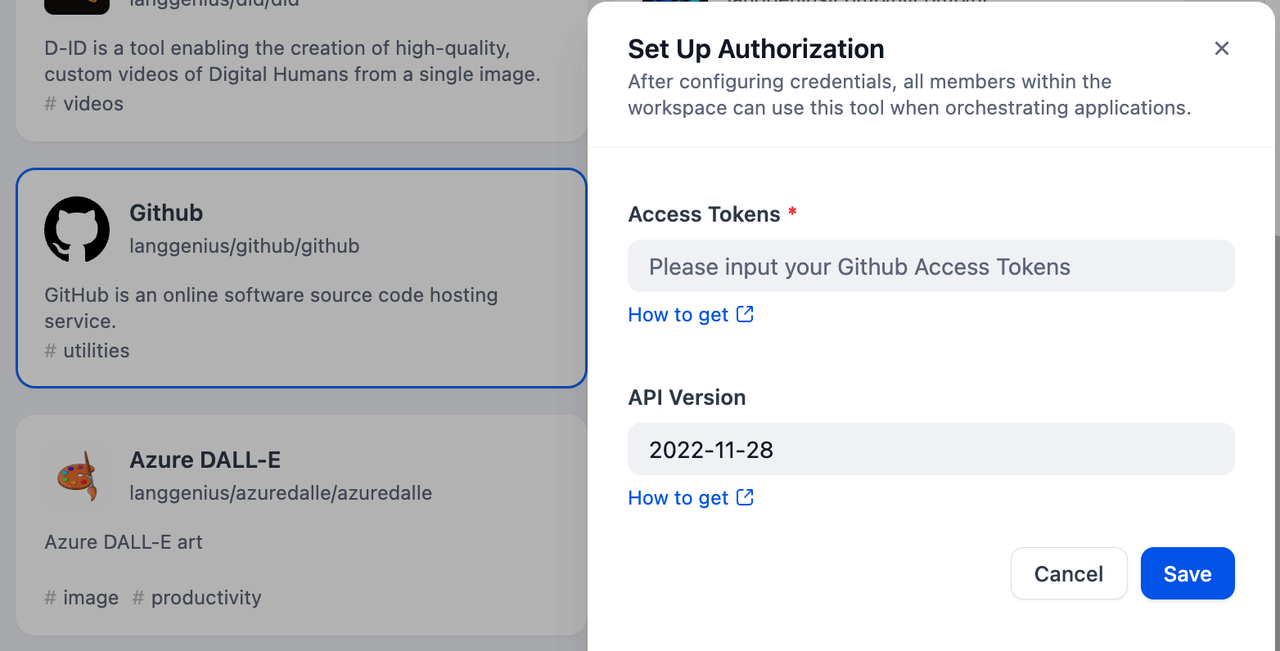 langgenius/did/did
D-ID is a tool enabling the creation of high-quality,
custom videos of Digital Humans from a single image.
# videos
Github
langgenius/github/github
GitHub is an online software source code hosting
service.
# utilities
Azure DALL-E
langgenius/azuredalle/azuredalle
Azure DALL-E art
# image # productivity
Set Up Authorization
After configuring credentials, all members within the
workspace can use this tool when orchestrating applications.
Access Tokens *
Please input your Github Access Tokens
How to get
API Version
2022-11-28
How to get
Cancel
Save